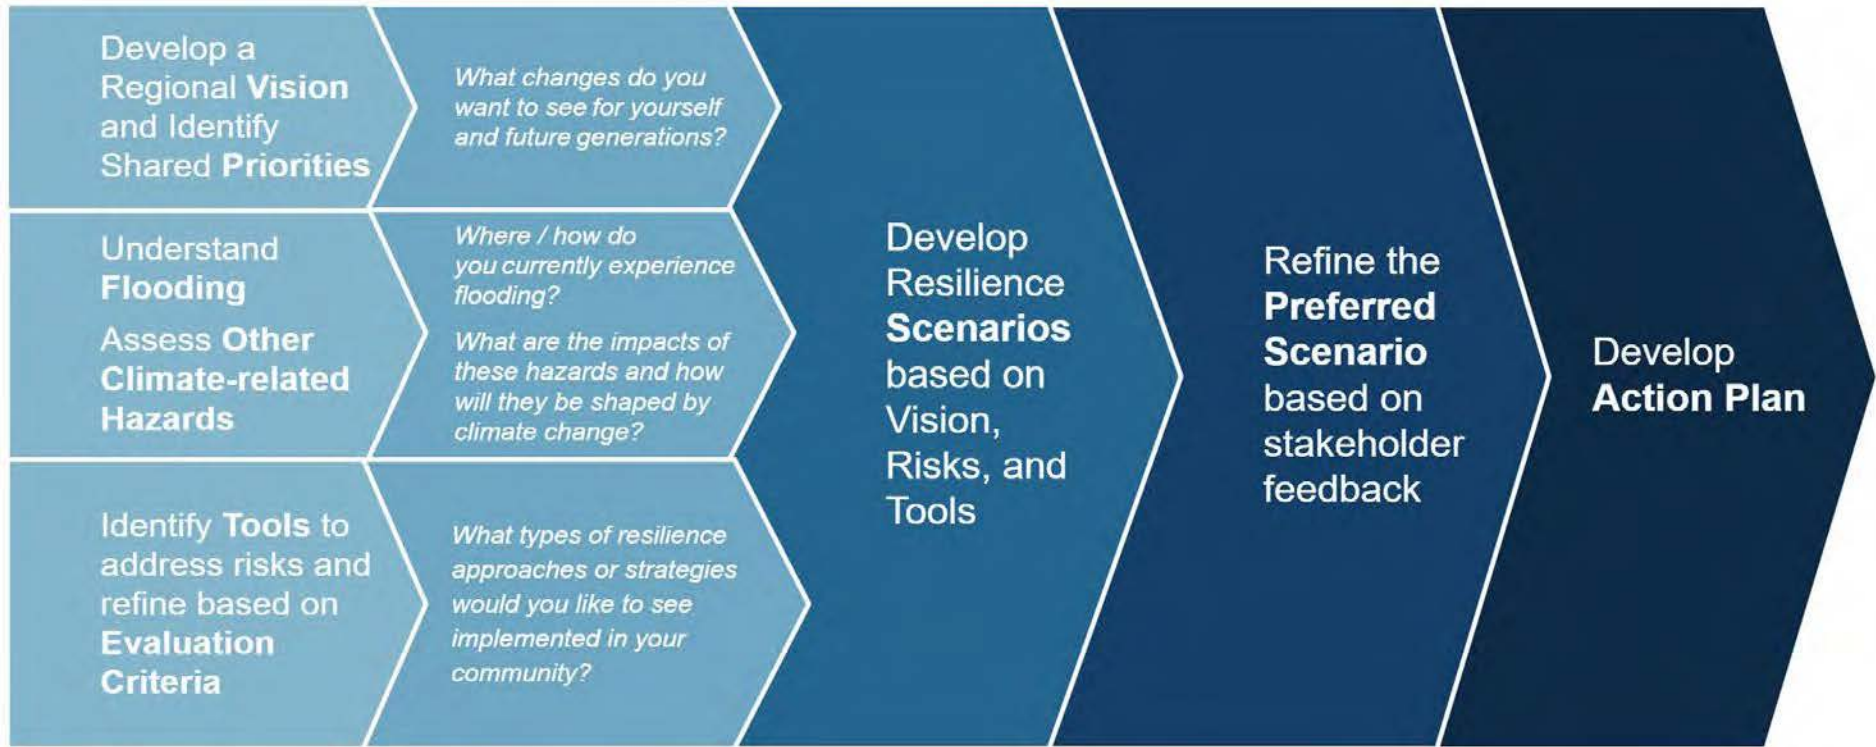 Develop a
Regional Vision
and Identify
Shared Priorities
What changes do you
want to see for yourself
and future generations?
Understand
Flooding
Assess Other
Climate-related
Hazards
Where / how do
you currently experience
flooding?
What are the impacts of
these hazards and how
will they be shaped by
climate change?
Identify Tools to
address risks and
refine based on
Evaluation
Criteria
What types of resilience
approaches or strategies
would you like to see
implemented in your
community?
Develop
Resilience
Scenarios
based on
Vision,
Risks, and
Tools
Refine the
Preferred
Scenario
based on
stakeholder
feedback
Develop
Action Plan